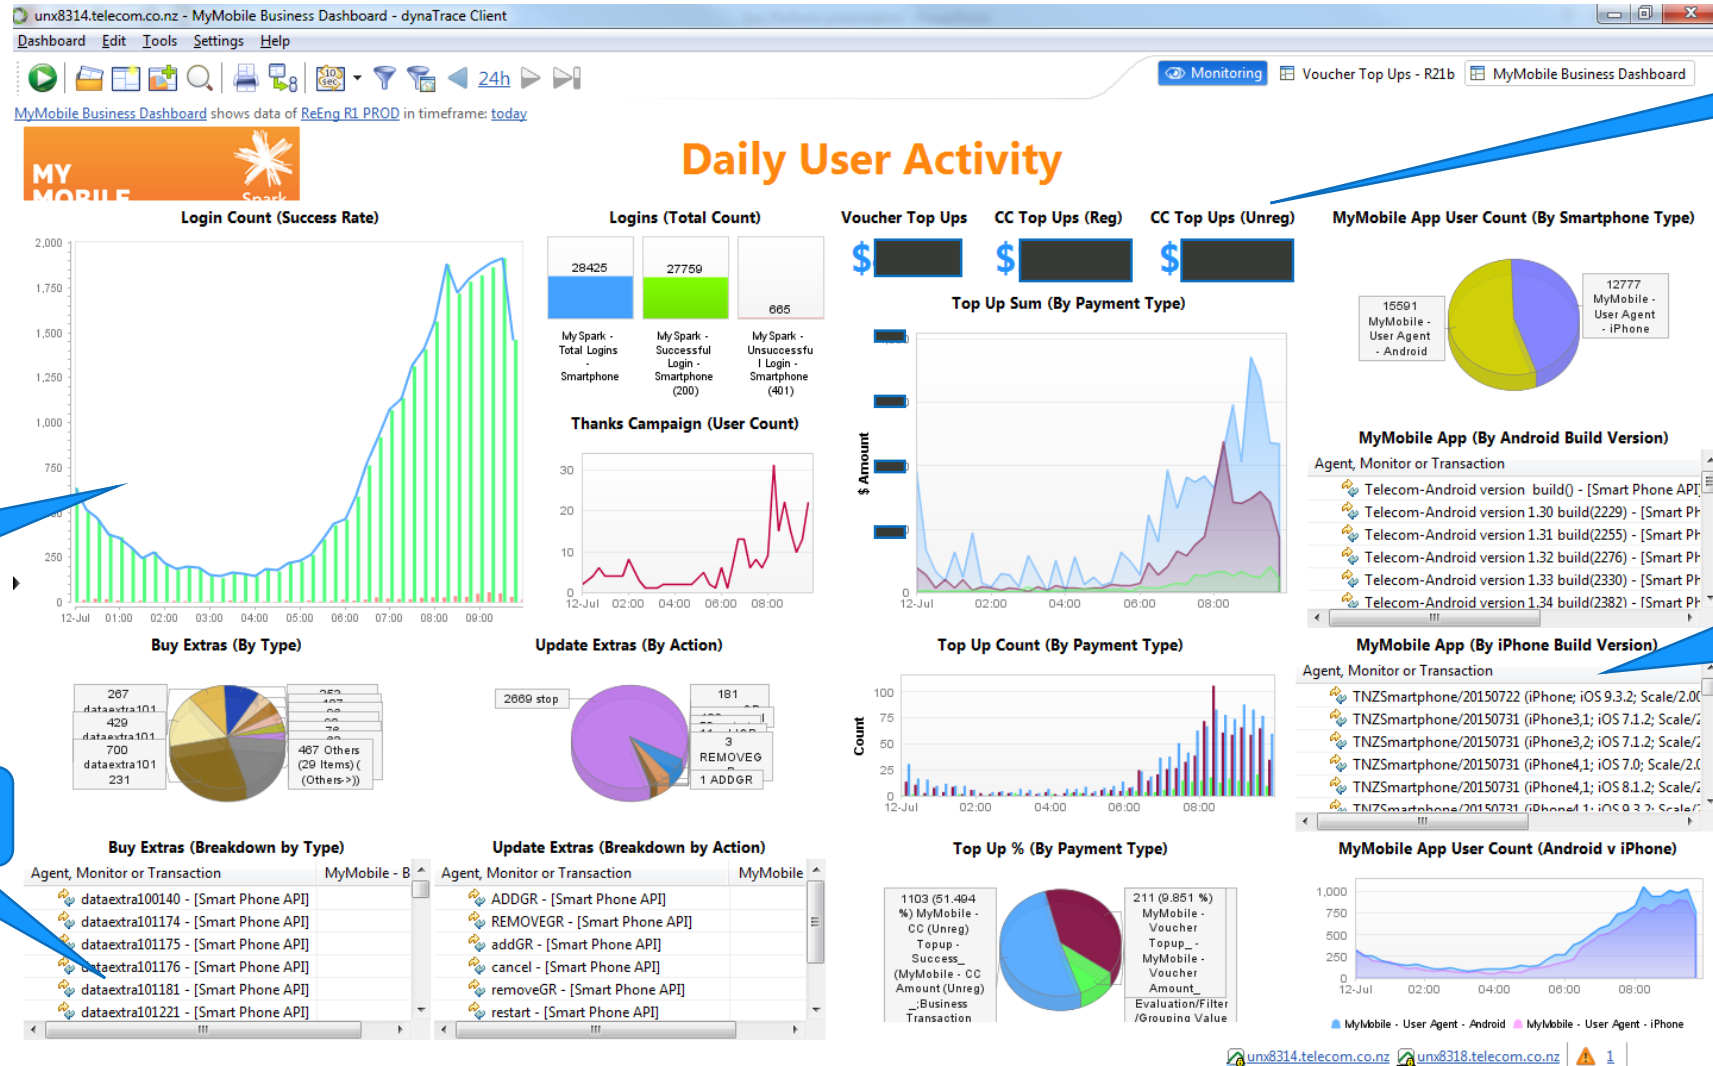 unx8314.telecom.co.nz - MyMobile Business Dashboard - dynaTrace Client
Dashboard Edit Tools Settings Help
24h
Monitoring
Voucher Top Ups - R21b
MyMobile Business Dashboard
MyMobile Business Dashboard shows data of ReEng R1 PROD in timeframe: today
MY
MOBILE
Spark
Daily User Activity
Login Count (Success Rate)
2,000
1,750
1,500
1,250
1,000
750
250
0
12-Jul 01:00 02:00 03:00 04:00 05:00 06:00 07:00 08:00 09:00
Logins (Total Count)
28425
27759
665
My Spark -
Total Logins
-
Smartphone
My Spark -
Successful
Login -
Smartphone
(200)
My Spark -
Unsuccessfu
l Login -
Smartphone
(401)
Thanks Campaign (User Count)
30
20
10
0
12-Jul 02:00 04:00 06:00 08:00
Voucher Top Ups
$
CC Top Ups (Reg)
$
CC Top Ups (Unreg)
$
Top Up Sum (By Payment Type)
$ Amount
0
12-Jul 02:00 04:00 06:00 08:00
MyMobile App User Count (By Smartphone Type)
15591
MyMobile -
User Agent
- Android
12777
MyMobile -
User Agent
- iPhone
MyMobile App (By Android Build Version)
Agent, Monitor or Transaction
Telecom-Android version build() - [Smart Phone API]
Telecom-Android version 1.30 build(2229) - [Smart Ph
Telecom-Android version 1.31 build(2255) - [Smart Ph
Telecom-Android version 1.32 build(2276) - [Smart Ph
Telecom-Android version 1.33 build(2330) - [Smart Ph
Telecom-Android version 1.34 build(2382) - [Smart Ph
Buy Extras (By Type)
267
dataextra101
429
dataextra101
700
dataextra101
231
467 Others
(29 Items) (
(Others->))
Update Extras (By Action)
2669 stop
181
3
REMOVEG
1 ADDGR
Top Up Count (By Payment Type)
Count
100
75
50
25
0
12-Jul 02:00 04:00 06:00 08:00
MyMobile App (By iPhone Build Version)
Agent, Monitor or Transaction
TNZSmartphone/20150722 (iPhone; iOS 9.3.2; Scale/2.00
TNZSmartphone/20150731 (iPhone3,1; iOS 7.1.2; Scale/2
TNZSmartphone/20150731 (iPhone3,2; iOS 7.1.2; Scale/2
TNZSmartphone/20150731 (iPhone4,1; iOS 7.0; Scale/2.0
TNZSmartphone/20150731 (iPhone4,1; iOS 8.1.2; Scale/2
TNZSmartphone/20150731 (iPhone4,1; iOS 9.3.2; Scale/2
Buy Extras (Breakdown by Type)
Agent, Monitor or Transaction MyMobile - B
dataextra100140 - [Smart Phone API]
dataextra101174 - [Smart Phone API]
dataextra101175 - [Smart Phone API]
dataextra101176 - [Smart Phone API]
dataextra101181 - [Smart Phone API]
dataextra101221 - [Smart Phone API]
Update Extras (Breakdown by Action)
Agent, Monitor or Transaction MyMobile
ADDGR - [Smart Phone API]
REMOVEGR - [Smart Phone API]
addGR - [Smart Phone API]
cancel - [Smart Phone API]
removeGR - [Smart Phone API]
restart - [Smart Phone API]
Top Up % (By Payment Type)
1103 (51.494
%) MyMobile -
CC (Unreg)
Topup -
Success_
(MyMobile - CC
Amount (Unreg)
_;Business
Transaction
211 (9.851 %)
MyMobile -
Voucher
Topup_ -
MyMobile -
Voucher
Amount_
Evaluation/Filter
/Grouping Value
MyMobile App User Count (Android v iPhone)
1,000
750
500
250
0
12-Jul 02:00 04:00 06:00 08:00
MyMobile - User Agent - Android MyMobile - User Agent - iPhone
unx8314.telecom.co.nz unx8318.telecom.co.nz 1